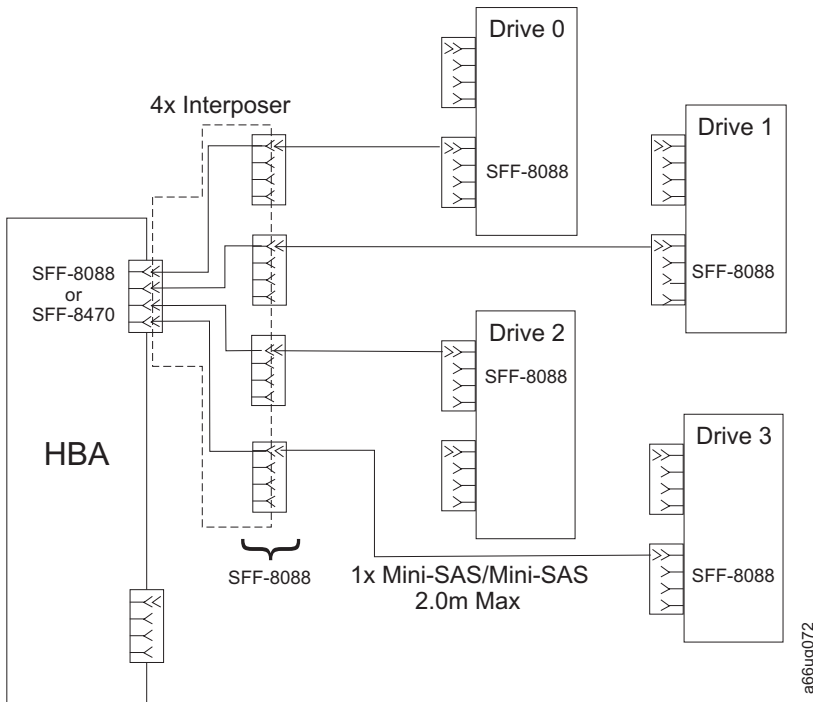 Drive 0
4x Interposer
Drive 1
SFF-8088
SFF-8088
or
SFF-8470
SFF-8088
Drive 2
SFF-8088
HBA
Drive 3
SFF-8088
1x Mini-SAS/Mini-SAS
2.0m Max
SFF-8088
a66ug072